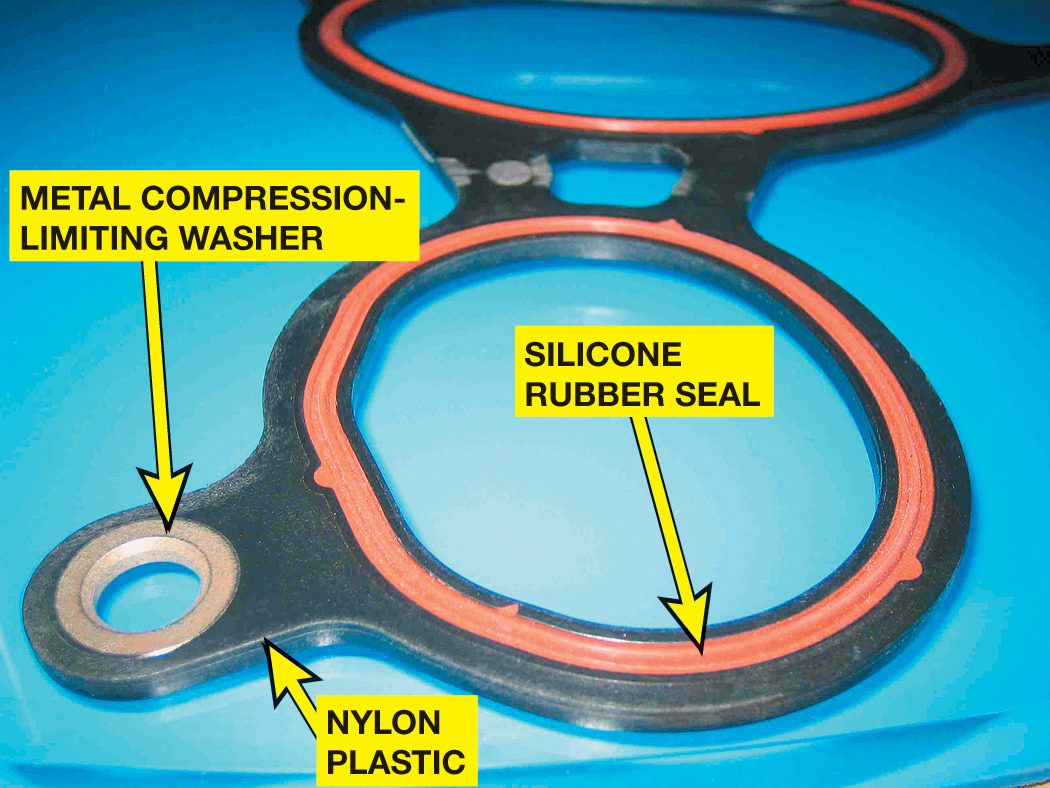 METAL COMPRESSION-
LIMITING WASHER
SILICONE
RUBBER SEAL
NYLON
PLASTIC